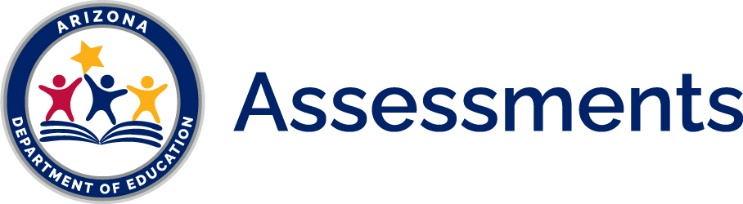 ARIZONA
DEPARTMENT OF EDUCATION
Assessments